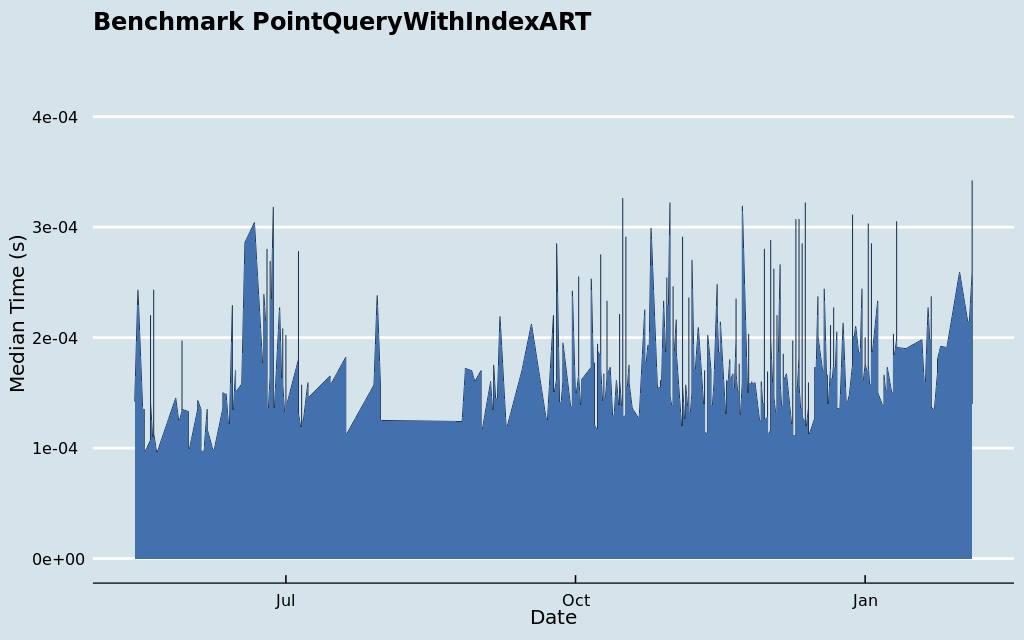 Benchmark PointQueryWithIndexART
4e-04
3e-04
2e-04
1e-04
0e+00
Median Time (s)
Jul
Oct
Jan
Date